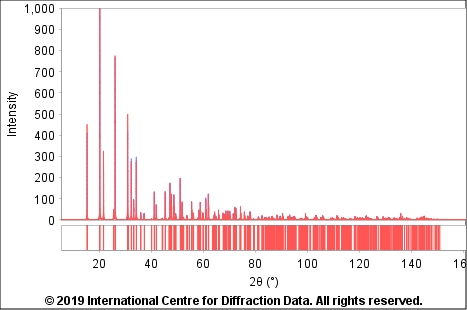 1,000
900
800
700
600
500
400
300
200
100
0
Intensity
20 40 60 80 100 120 140 16
2θ (°)
© 2019 International Centre for Diffraction Data. All rights reserved.